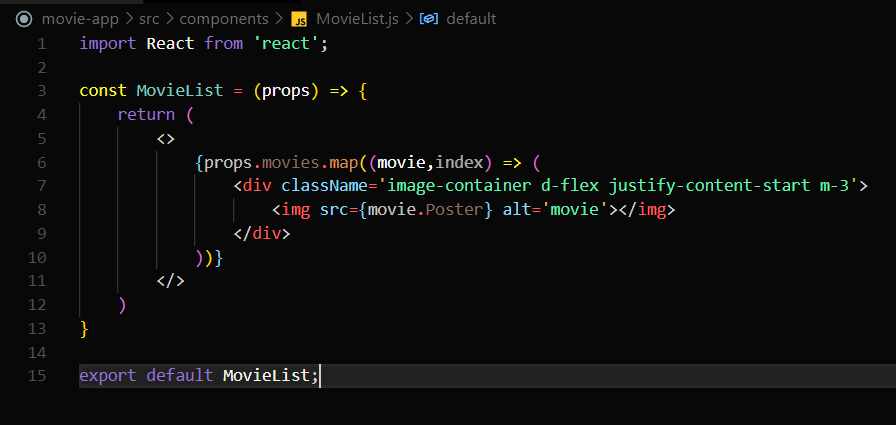 movie-app > src > components > JS MovieList.js > default
1 import React from 'react';
2
3 const MovieList = (props) => {
4     return (
5         <>
6             {props.movies.map((movie,index) => (
7                 <div className='image-container d-flex justify-content-start m-3'>
8                     <img src={movie.Poster} alt='movie'></img>
9                 </div>
10             ))}
11         </>
12     )
13 }
14
15 export default MovieList;